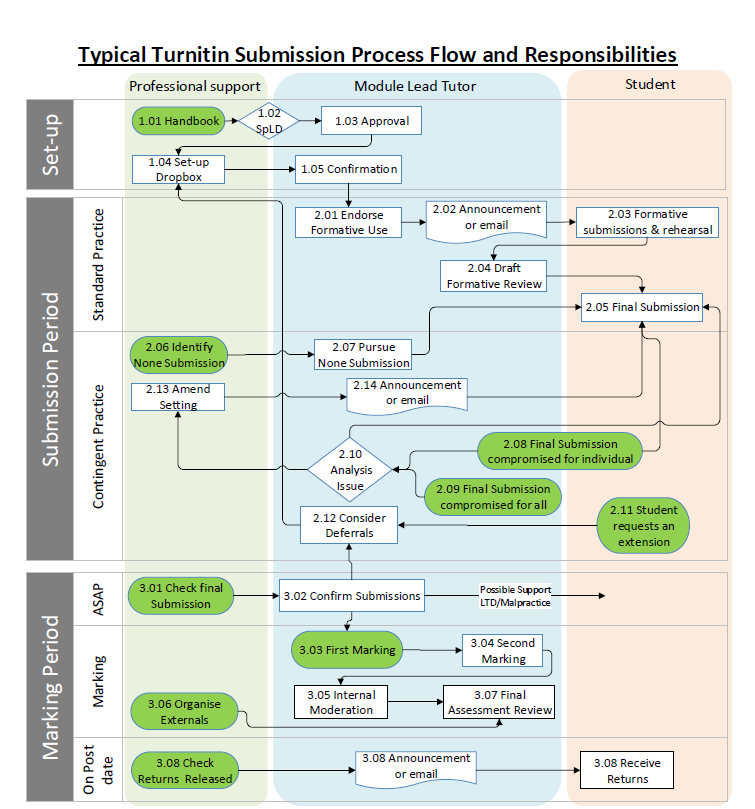 Typical Turnitin Submission Process Flow and Responsibilities
Professional support
Module Lead Tutor
Student
Set-up
1.01 Handbook
1.02
SpLD
1.03 Approval
1.04 Set-up
Dropbox
1.05 Confirmation
Submission Period
Standard Practice
2.01 Endorse
Formative Use
2.02 Announcement
or email
2.03 Formative
submissions & rehearsal
2.04 Draft
Formative Review
2.05 Final Submission
Contingent Practice
2.06 Identify
None Submission
2.07 Pursue
None Submission
2.13 Amend
Setting
2.14 Announcement
or email
2.08 Final Submission
compromised for individual
2.10
Analysis
Issue
2.09 Final Submission
compromised for all
2.12 Consider
Deferrals
2.11 Student
requests an
extension
Marking Period
ASAP
3.01 Check final
Submission
3.02 Confirm Submissions
Possible Support
LTD/Malpractice
Marking
3.03 First Marking
3.04 Second
Marking
3.05 Internal
Moderation
3.07 Final
Assessment Review
3.06 Organise
Externals
On Post
date
3.08 Check
Returns Released
3.08 Announcement
or email
3.08 Receive
Returns